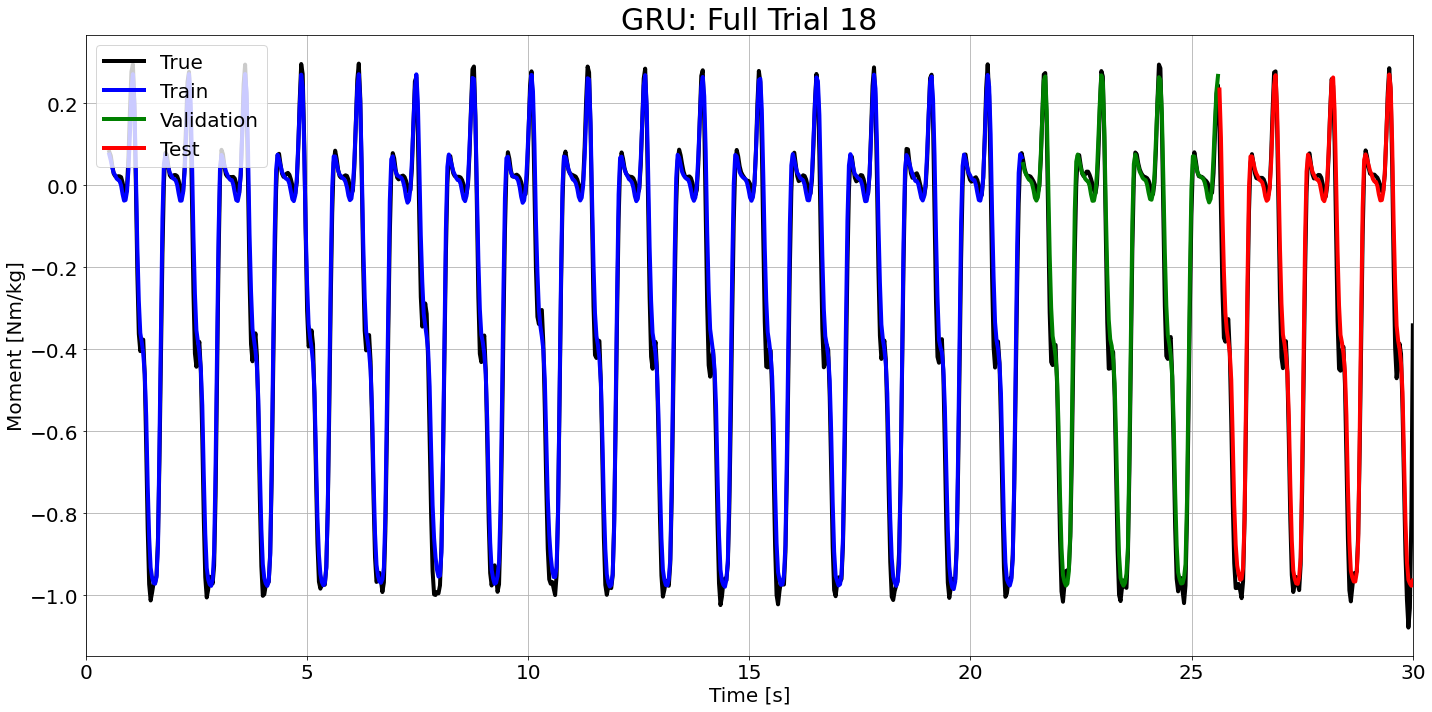 GRU: Full Trial 18
True
Train
Validation
Test
0.2
0.0
−0.2
−0.4
−0.6
−0.8
−1.0
Moment [Nm/kg]
0 5 10 15 20 25 30
Time [s]